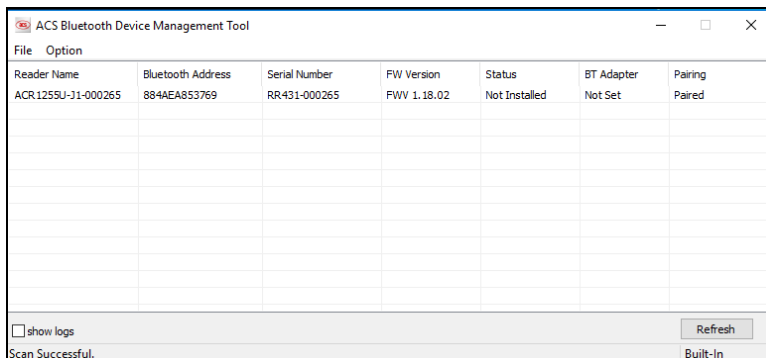 ACS Bluetooth Device Management Tool
File Option
Reader Name Bluetooth Address Serial Number FW Version Status BT Adapter Pairing
ACR1255U-J1-000265 884AEA853769 RR431-000265 FWV 1.18.02 Not Installed Not Set Paired
show logs Refresh
Scan Successful. Built-In